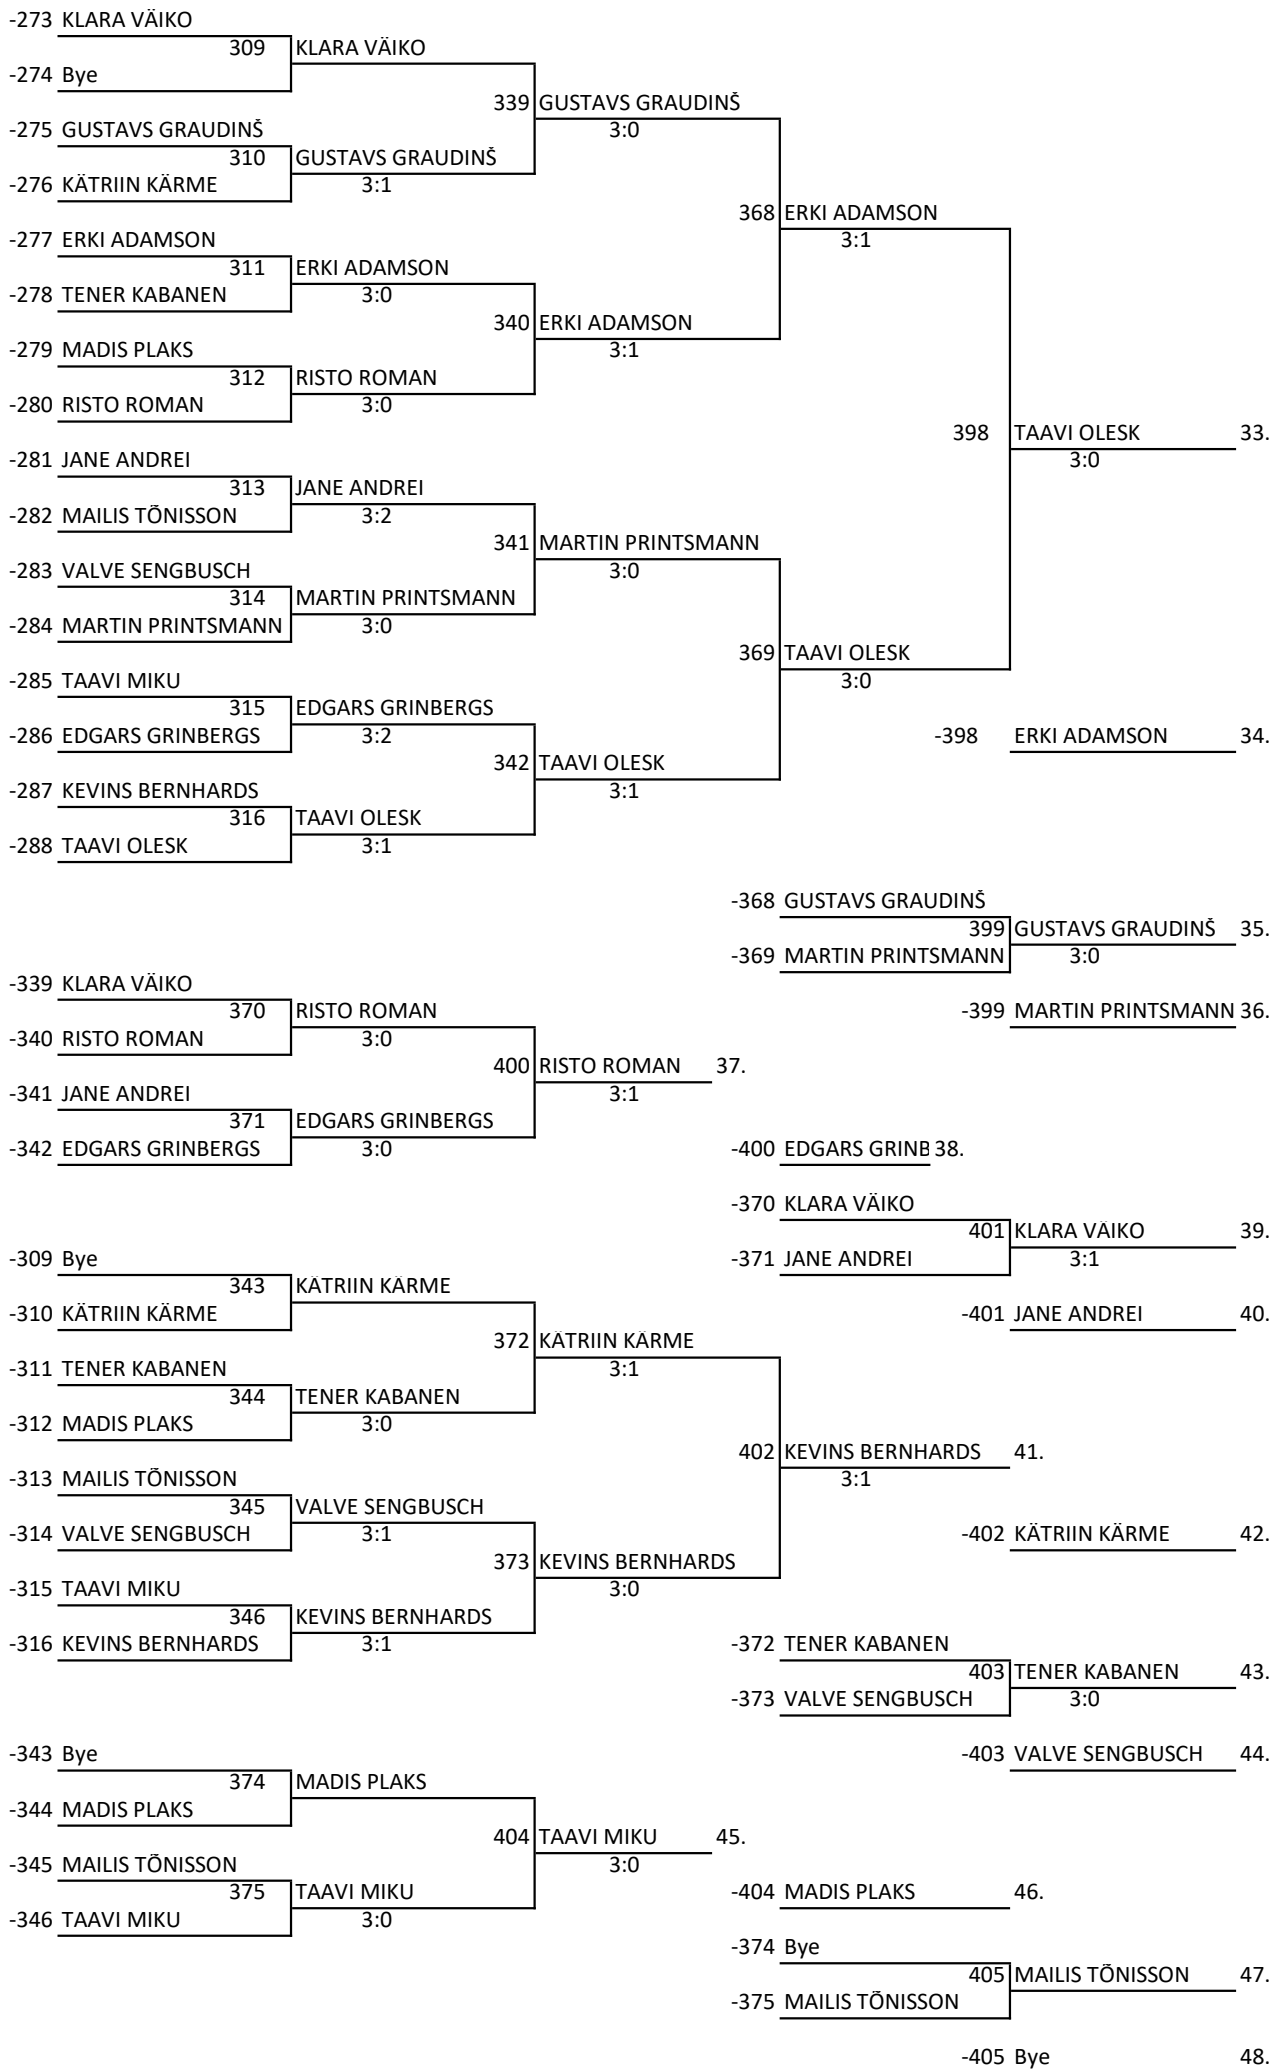 -273 KLARA VÄIKO
309 KLARA VÄIKO
-274 Bye
339 GUSTAVS GRAUDINŠ
-275 GUSTAVS GRAUDINŠ 3:0
310 GUSTAVS GRAUDINŠ
-276 KÄTRIIN KÄRME 3:1
368 ERKI ADAMSON
-277 ERKI ADAMSON 3:1
311 ERKI ADAMSON
-278 TENER KABANEN 3:0
340 ERKI ADAMSON
-279 MADIS PLAKS 3:1
312 RISTO ROMAN
-280 RISTO ROMAN 3:0
398 TAAVI OLESK 33.
-281 JANE ANDREI 3:0
313 JANE ANDREI
-282 MAILIS TÕNISSON 3:2
341 MARTIN PRINTSMANN
-283 VALVE SENGBUSCH 3:0
314 MARTIN PRINTSMANN
-284 MARTIN PRINTSMANN 3:0
369 TAAVI OLESK
-285 TAAVI MIKU 3:0
315 EDGARS GRINBERGS
-286 EDGARS GRINBERGS 3:2 -398 ERKI ADAMSON 34.
342 TAAVI OLESK
-287 KEVINS BERNHARDS 3:1
316 TAAVI OLESK
-288 TAAVI OLESK 3:1
-368 GUSTAVS GRAUDINŠ
399 GUSTAVS GRAUDINŠ 35.
-369 MARTIN PRINTSMANN 3:0
-339 KLARA VÄIKO
370 RISTO ROMAN -399 MARTIN PRINTSMANN 36.
-340 RISTO ROMAN 3:0
400 RISTO ROMAN 37.
-341 JANE ANDREI 3:1
371 EDGARS GRINBERGS
-342 EDGARS GRINBERGS 3:0 -400 EDGARS GRINB 38.
-370 KLARA VÄIKO
401 KLARA VÄIKO 39.
-309 Bye -371 JANE ANDREI 3:1
343 KÄTRIIN KÄRME
-310 KÄTRIIN KÄRME -401 JANE ANDREI 40.
372 KÄTRIIN KÄRME
-311 TENER KABANEN 3:1
344 TENER KABANEN
-312 MADIS PLAKS 3:0
402 KEVINS BERNHARDS 41.
-313 MAILIS TÕNISSON 3:1
345 VALVE SENGBUSCH
-314 VALVE SENGBUSCH 3:1 -402 KÄTRIIN KÄRME 42.
373 KEVINS BERNHARDS
-315 TAAVI MIKU 3:0
346 KEVINS BERNHARDS
-316 KEVINS BERNHARDS 3:1 -372 TENER KABANEN
403 TENER KABANEN 43.
-373 VALVE SENGBUSCH 3:0
-343 Bye -403 VALVE SENGBUSCH 44.
374 MADIS PLAKS
-344 MADIS PLAKS
404 TAAVI MIKU 45.
-345 MAILIS TÕNISSON 3:0
375 TAAVI MIKU -404 MADIS PLAKS 46.
-346 TAAVI MIKU 3:0
-374 Bye
405 MAILIS TÕNISSON 47.
-375 MAILIS TÕNISSON
-405 Bye 48.